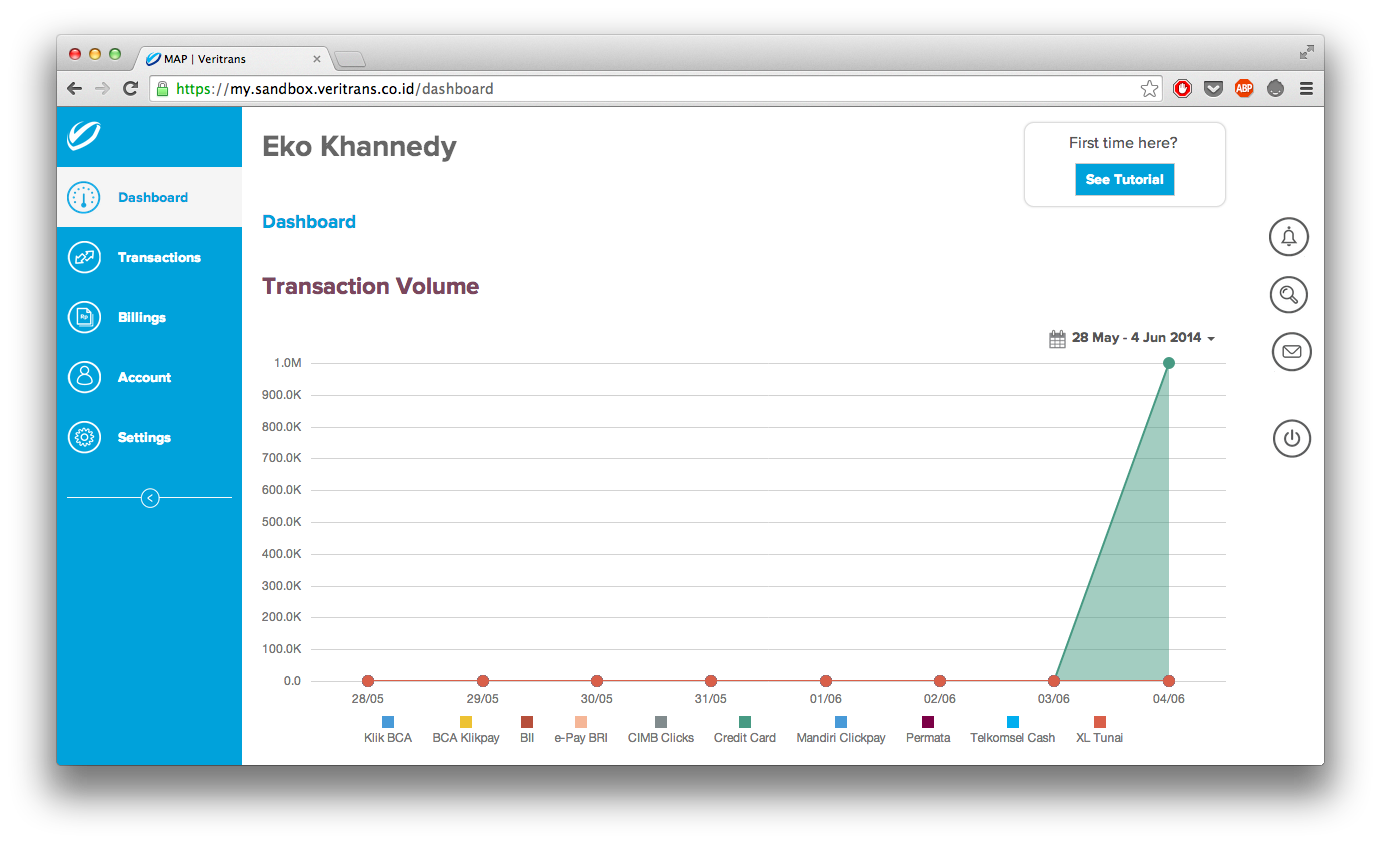 MAP | Veritrans
https://my.sandbox.veritrans.co.id/dashboard
ABP
Eko Khannedy
First time here?
See Tutorial
Dashboard
Transactions
Billings
Rp
Account
Settings
Dashboard
Transaction Volume
28 May - 4 Jun 2014
1.0M
900.0K
800.0K
700.0K
600.0K
500.0K
400.0K
300.0K
200.0K
100.0K
0.0
28/05 29/05 30/05 31/05 01/06 02/06 03/06 04/06
Klik BCA BCA Klikpay BII e-Pay BRI CIMB Clicks Credit Card Mandiri Clickpay Permata Telkomsel Cash XL Tunai